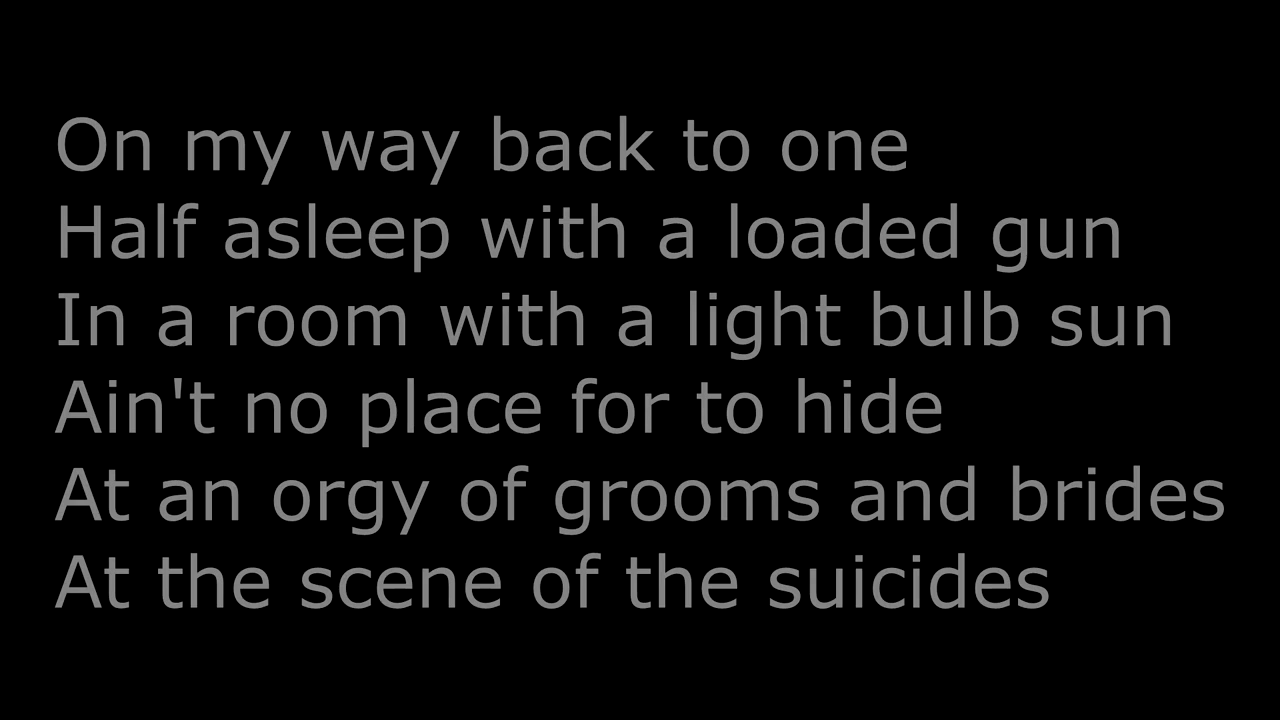 On my way back to one
Half asleep with a loaded gun
In a room with a light bulb sun
Ain't no place for to hide
At an orgy of grooms and brides
At the scene of the suicides